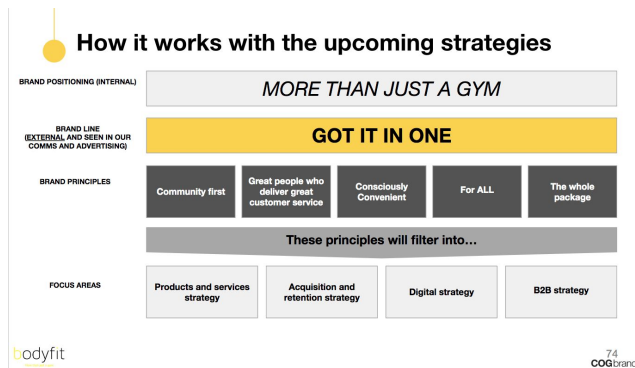 How it works with the upcoming strategies
BRAND POSITIONING (INTERNAL)
MORE THAN JUST A GYM
BRAND LINE
(EXTERNAL AND SEEN IN OUR
COMMS AND ADVERTISING)
GOT IT IN ONE
BRAND PRINCIPLES
Community first
Great people who
deliver great
customer service
Consciously
Convenient
For ALL
The whole
package
These principles will filter into...
FOCUS AREAS
Products and services
strategy
Acquisition and
retention strategy
Digital strategy
B2B strategy
bodyfit
74
COGbrand